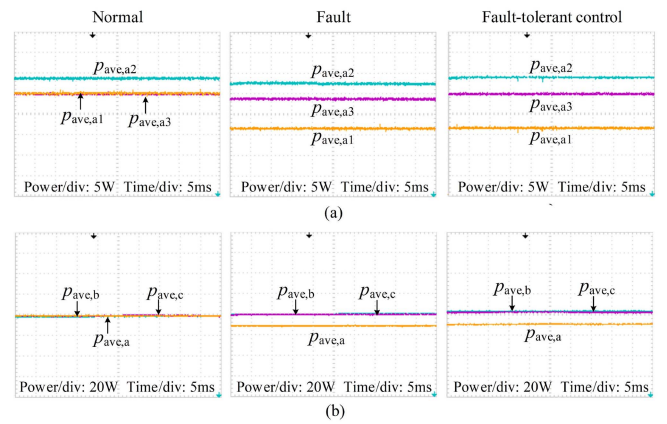 Normal Fault Fault-tolerant control
pave,a2 pave,a2 pave,a2
pave,a1 pave,a3 pave,a3 pave,a3
pave,a1 pave,a1
Power/div: 5W Time/div: 5ms Power/div: 5W Time/div: 5ms Power/div: 5W Time/div: 5ms
(a)
pave,b pave,c pave,b pave,c pave,b pave,c
pave,a pave,a pave,a
Power/div: 20W Time/div: 5ms Power/div: 20W Time/div: 5ms Power/div: 20W Time/div: 5ms
(b)